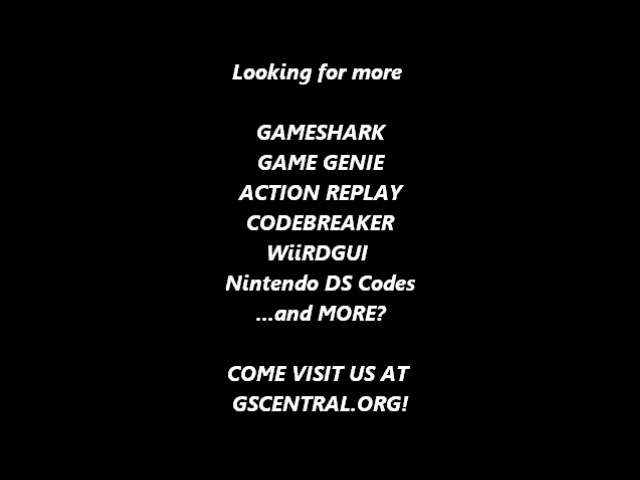 Looking for more
GAMESHARK
GAME GENIE
ACTION REPLAY
CODEBREAKER
WiiRDGUI
Nintendo DS Codes
...and MORE?
COME VISIT US AT
GSCENTRAL.ORG!